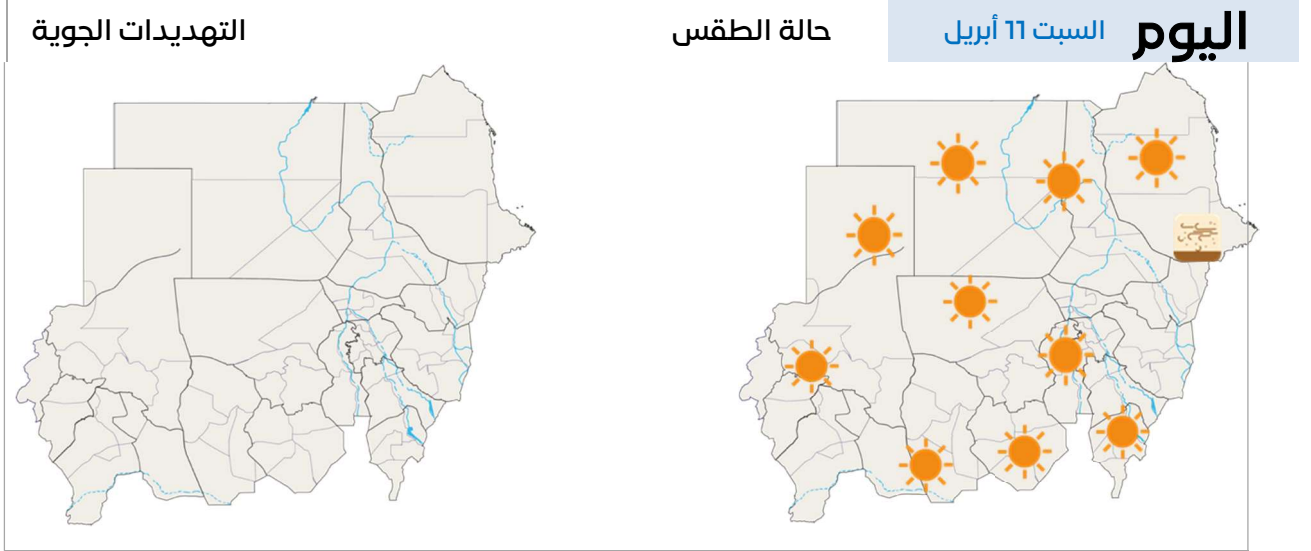 اليوم
السبت 11 أبريل
حالة الطقس
التهديدات الجوية